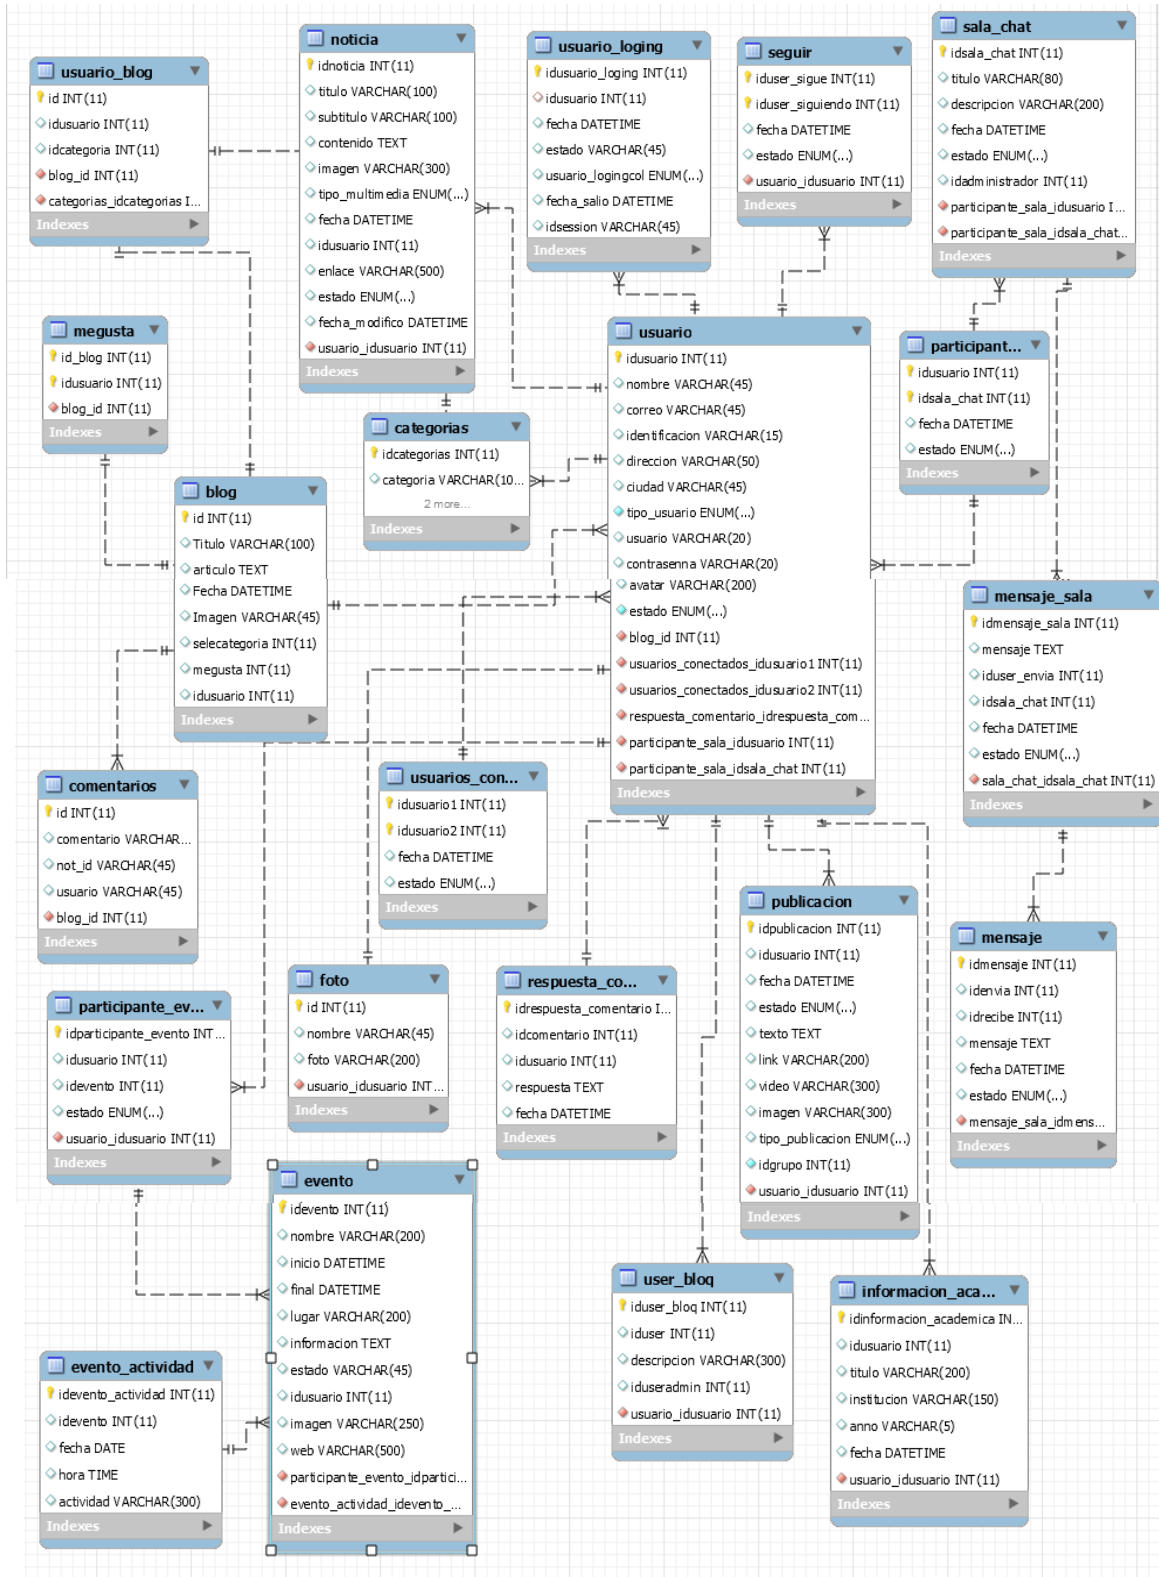 usuario_blog
id INT(11)
idusuario INT(11)
idcategoria INT(11)
blog_id INT(11)
categorias_idcategorias I...
Indexes
noticia
idnoticia INT(11)
titulo VARCHAR(100)
subtitulo VARCHAR(100)
contenido TEXT
imagen VARCHAR(300)
tipo_multimedia ENUM(...)
fecha DATETIME
idusuario INT(11)
enlace VARCHAR(500)
estado ENUM(...)
fecha_modifico DATETIME
usuario_idusuario INT(11)
Indexes
usuario_loging
idusuario_loging INT(11)
idusuario INT(11)
fecha DATETIME
estado VARCHAR(45)
usuario_logingcol ENUM(...)
fecha_salio DATETIME
idsession VARCHAR(45)
Indexes
seguir
iduser_sigue INT(11)
iduser_siguiendo INT(11)
fecha DATETIME
estado ENUM(...)
usuario_idusuario INT(11)
Indexes
sala_chat
idsala_chat INT(11)
titulo VARCHAR(80)
descripcion VARCHAR(200)
fecha DATETIME
estado ENUM(...)
idadministrador INT(11)
participante_sala_idusuario I...
participante_sala_idsala_chat...
Indexes
megusta
id_blog INT(11)
idusuario INT(11)
blog_id INT(11)
Indexes
categorias
idcategorias INT(11)
categoria VARCHAR(10...
2 more...
Indexes
usuario
idusuario INT(11)
nombre VARCHAR(45)
correo VARCHAR(45)
identificacion VARCHAR(15)
direccion VARCHAR(50)
ciudad VARCHAR(45)
tipo_usuario ENUM(...)
usuario VARCHAR(20)
contrasenna VARCHAR(20)
avatar VARCHAR(200)
estado ENUM(...)
blog_id INT(11)
usuarios_conectados_idusuario1 INT(11)
usuarios_conectados_idusuario2 INT(11)
respuesta_comentario_idrespuesta_com...
participante_sala_idusuario INT(11)
participante_sala_idsala_chat INT(11)
Indexes
participant...
idusuario INT(11)
idsala_chat INT(11)
fecha DATETIME
estado ENUM(...)
Indexes
blog
id INT(11)
Titulo VARCHAR(100)
articulo TEXT
Fecha DATETIME
Imagen VARCHAR(45)
selecategoria INT(11)
megusta INT(11)
idusuario INT(11)
Indexes
mensaje_sala
idmensaje_sala INT(11)
mensaje TEXT
iduser_envia INT(11)
idsala_chat INT(11)
fecha DATETIME
estado ENUM(...)
sala_chat_idsala_chat INT(11)
Indexes
comentarios
id INT(11)
comentario VARCHAR...
not_id VARCHAR(45)
usuario VARCHAR(45)
blog_id INT(11)
Indexes
usuarios_con...
idusuario1 INT(11)
idusuario2 INT(11)
fecha DATETIME
estado ENUM(...)
Indexes
publicacion
idpublicacion INT(11)
idusuario INT(11)
fecha DATETIME
estado ENUM(...)
texto TEXT
link VARCHAR(200)
video VARCHAR(300)
imagen VARCHAR(300)
tipo_publicacion ENUM(...)
idgrupo INT(11)
usuario_idusuario INT(11)
Indexes
mensaje
idmensaje INT(11)
idenvia INT(11)
idrecibe INT(11)
mensaje TEXT
fecha DATETIME
estado ENUM(...)
mensaje_sala_idmens...
Indexes
participante_ev...
idparticipante_evento INT...
idusuario INT(11)
idevento INT(11)
estado ENUM(...)
usuario_idusuario INT(11)
Indexes
foto
id INT(11)
nombre VARCHAR(45)
foto VARCHAR(200)
usuario_idusuario INT...
Indexes
respuesta_co...
idrespuesta_comentario I...
idcomentario INT(11)
idusuario INT(11)
respuesta TEXT
fecha DATETIME
Indexes
evento
idevento INT(11)
nombre VARCHAR(200)
inicio DATETIME
final DATETIME
lugar VARCHAR(200)
informacion TEXT
estado VARCHAR(45)
idusuario INT(11)
imagen VARCHAR(250)
web VARCHAR(500)
participante_evento_idpartici...
evento_actividad_idevento_...
Indexes
user_bloq
iduser_bloq INT(11)
iduser INT(11)
descripcion VARCHAR(300)
iduseradmin INT(11)
usuario_idusuario INT(11)
Indexes
informacion_aca...
idinformacion_academica IN...
idusuario INT(11)
titulo VARCHAR(200)
institucion VARCHAR(150)
anno VARCHAR(5)
fecha DATETIME
usuario_idusuario INT(11)
Indexes
evento_actividad
idevento_actividad INT(11)
idevento INT(11)
fecha DATE
hora TIME
actividad VARCHAR(300)
Indexes